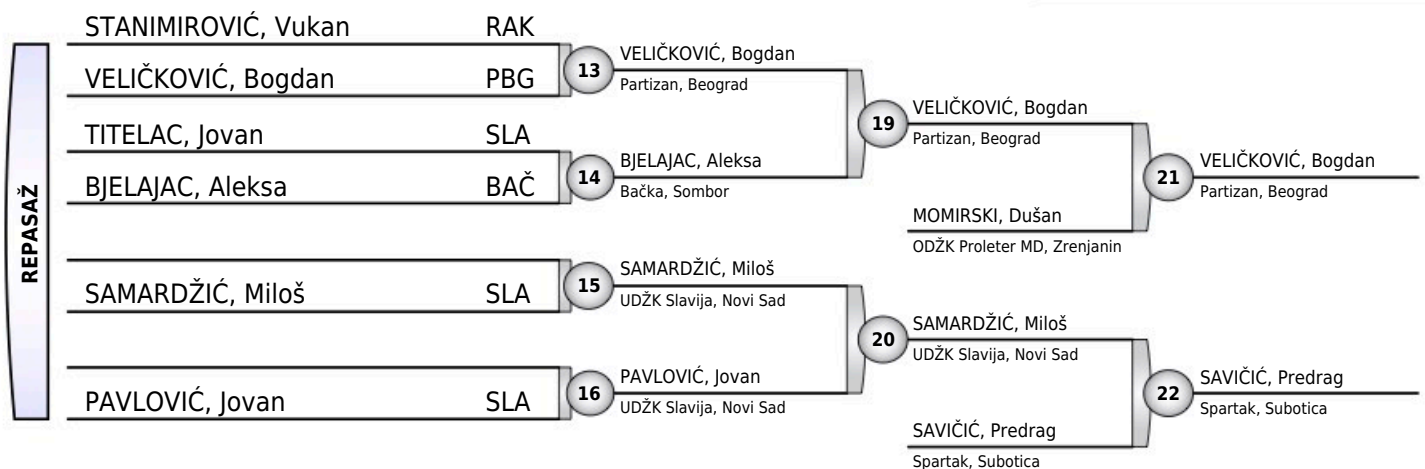 REPASAŽ
STANIMIROVIĆ, Vukan RAK
VELIČKOVIĆ, Bogdan PBG
TITELAC, Jovan SLA
BJELAJAC, Aleksa BAČ
SAMARDŽIĆ, Miloš SLA
PAVLOVIĆ, Jovan SLA
13
VELIČKOVIĆ, Bogdan
Partizan, Beograd
14
BJELAJAC, Aleksa
Bačka, Sombor
15
SAMARDŽIĆ, Miloš
UDŽK Slavija, Novi Sad
16
PAVLOVIĆ, Jovan
UDŽK Slavija, Novi Sad
19
VELIČKOVIĆ, Bogdan
Partizan, Beograd
MOMIRSKI, Dušan
ODŽK Proleter MD, Zrenjanin
20
SAMARDŽIĆ, Miloš
UDŽK Slavija, Novi Sad
SAVIČIĆ, Predrag
Spartak, Subotica
21
VELIČKOVIĆ, Bogdan
Partizan, Beograd
22
SAVIČIĆ, Predrag
Spartak, Subotica